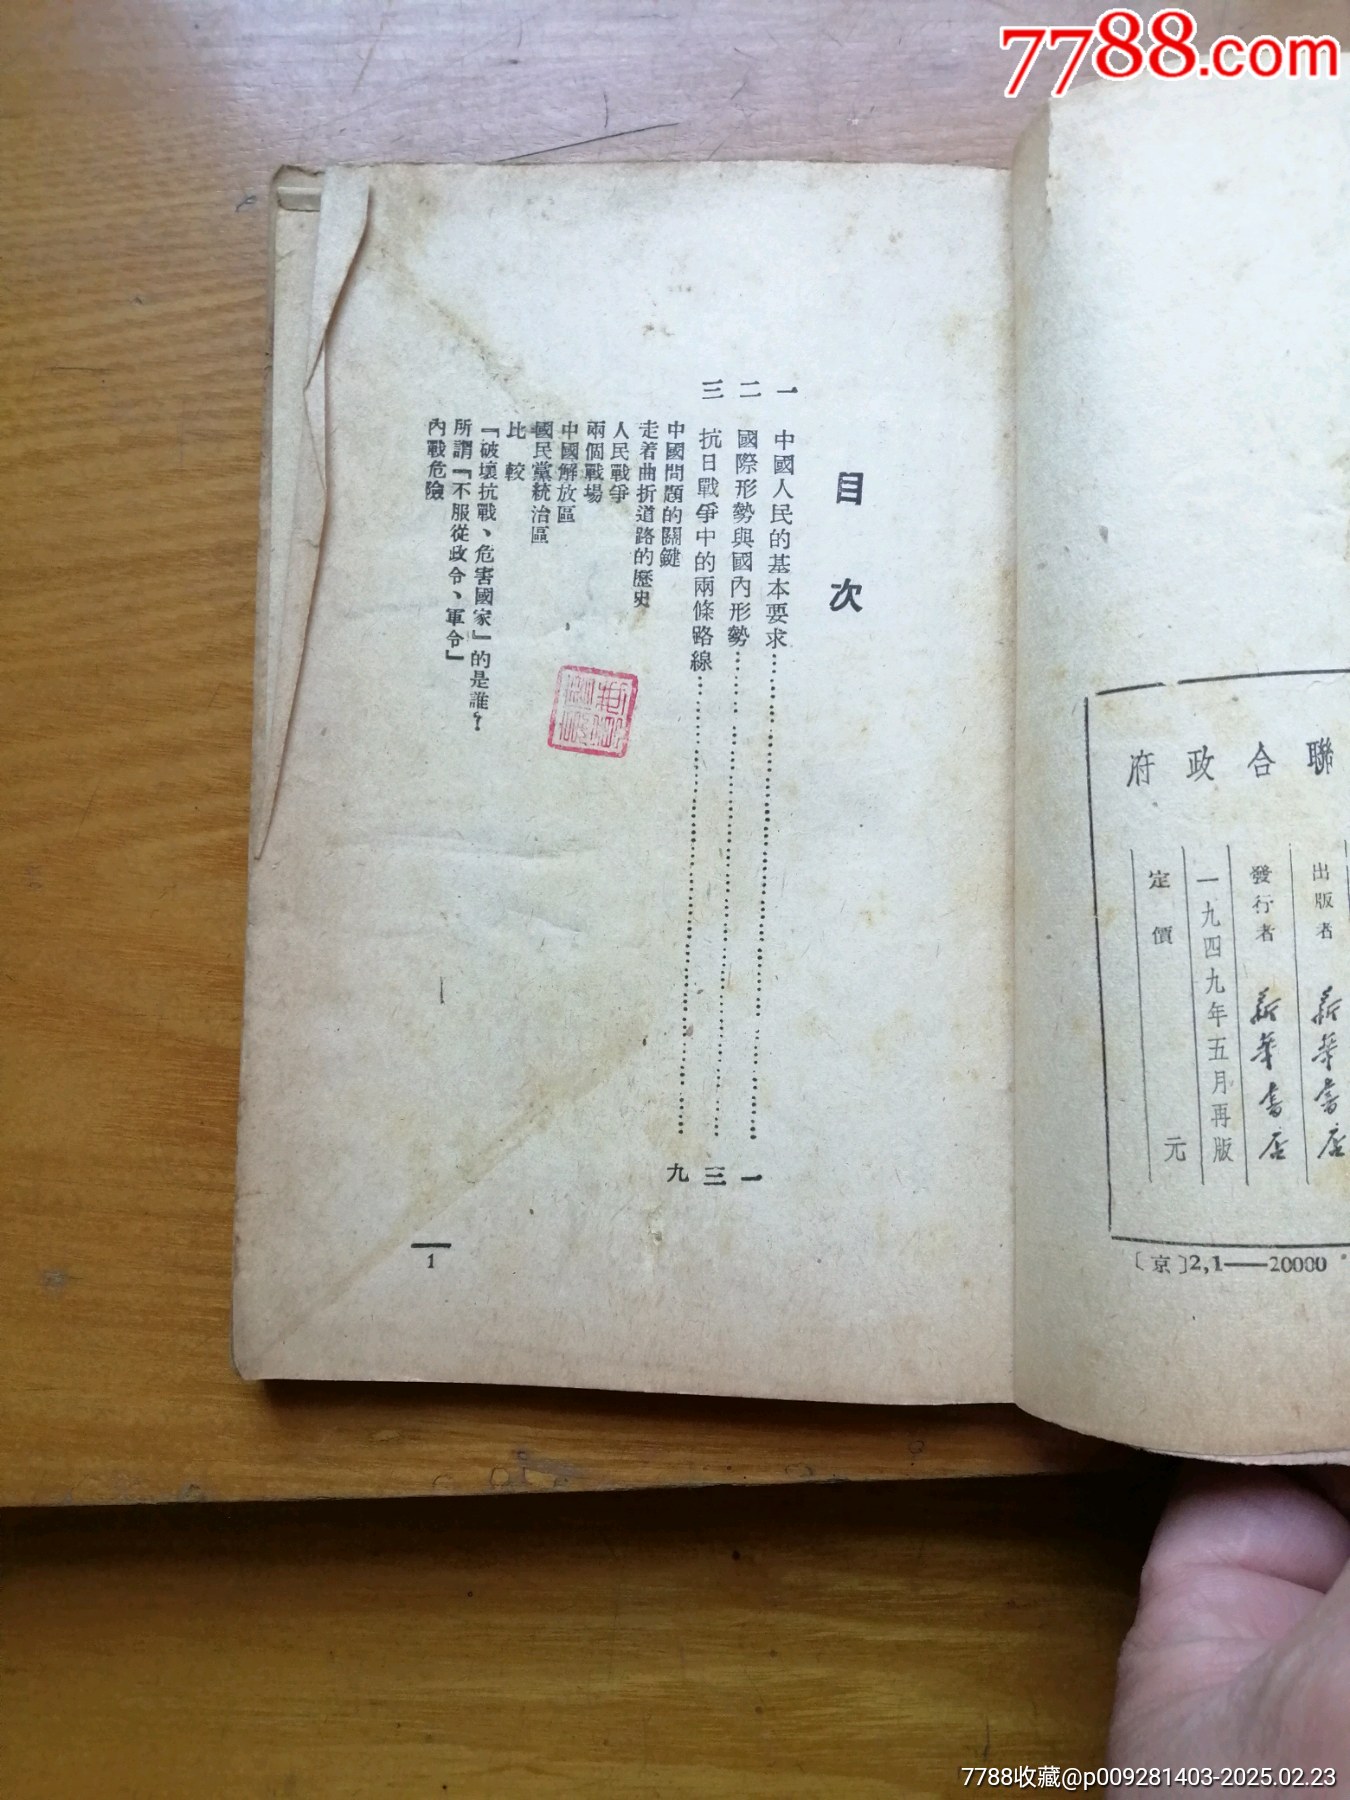 7788.com
聯合政府
出版者 新華書店
發行者 新華書店
一九四九年五月再版
定價 元
〔京〕2,1——20000
目次
一 中國人民的基本要求……一
二 國際形勢與國內形勢……三
三 抗日戰爭中的兩條路線……九
中國問題的關鍵
走着曲折道路的歷史
人民戰爭
兩個戰場
中國解放區
國民黨統治區
比較
『破壞抗戰、危害國家』的是誰？
所謂『不服從政令、軍令』
內戰危險
1
7788收藏@p009281403-2025.02.23